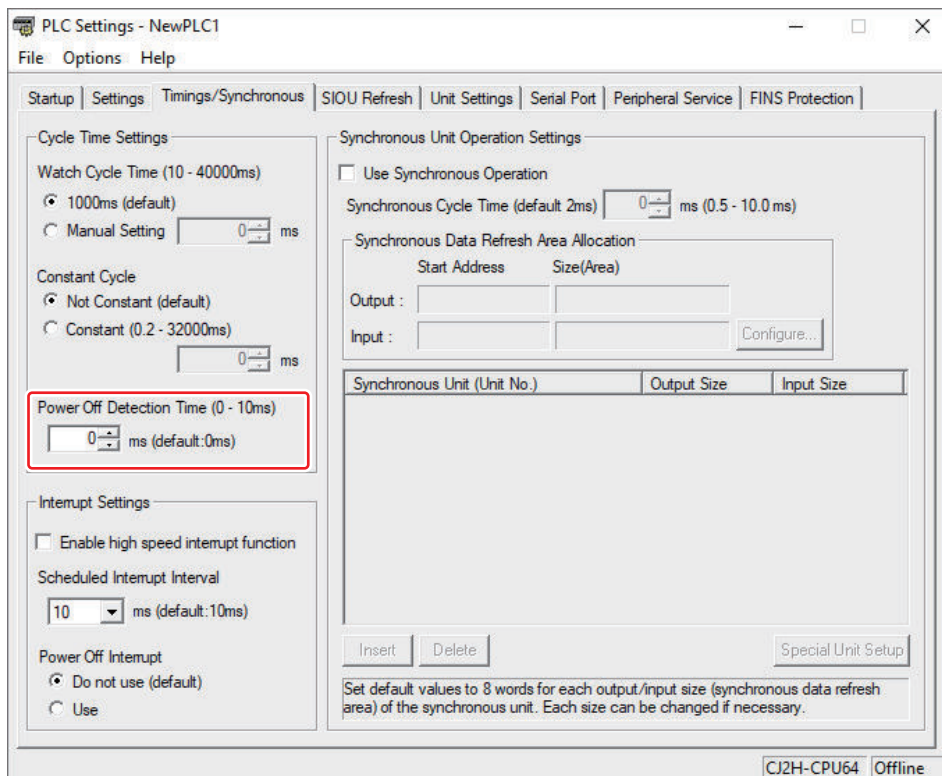 PLC Settings - NewPLC1
File Options Help
Startup Settings Timings/Synchronous SIOU Refresh Unit Settings Serial Port Peripheral Service FINS Protection
Cycle Time Settings
Watch Cycle Time (10 - 40000ms)
1000ms (default)
Manual Setting 0 ms
Constant Cycle
Not Constant (default)
Constant (0.2 - 32000ms)
0 ms
Power Off Detection Time (0 - 10ms)
0 ms (default:0ms)
Interrupt Settings
Enable high speed interrupt function
Scheduled Interrupt Interval
10 ms (default:10ms)
Power Off Interrupt
Do not use (default)
Use
Synchronous Unit Operation Settings
Use Synchronous Operation
Synchronous Cycle Time (default 2ms) 0 ms (0.5 - 10.0 ms)
Synchronous Data Refresh Area Allocation
Start Address Size(Area)
Output :
Input : Configure...
Synchronous Unit (Unit No.) Output Size Input Size
Insert Delete Special Unit Setup
Set default values to 8 words for each output/input size (synchronous data refresh
area) of the synchronous unit. Each size can be changed if necessary.
CJ2H-CPU64 Offline